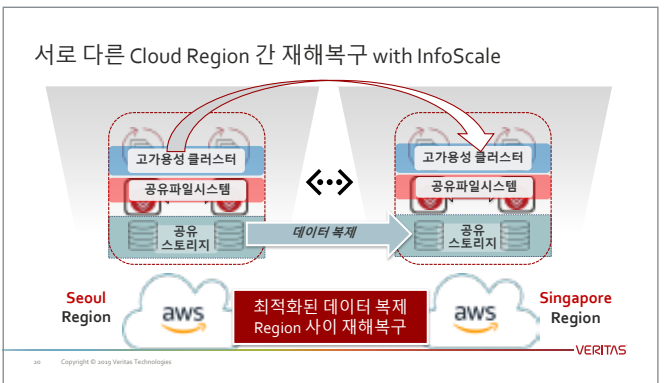 서로 다른 Cloud Region 간 재해복구 with InfoScale
고가용성 클러스터
공유파일시스템
공유
스토리지
데이터 복제
고가용성 클러스터
공유파일시스템
공유
스토리지
Seoul
Region
aws
최적화된 데이터 복제
Region 사이 재해복구
aws
Singapore
Region
VERITAS
20 Copyright © 2019 Veritas Technologies